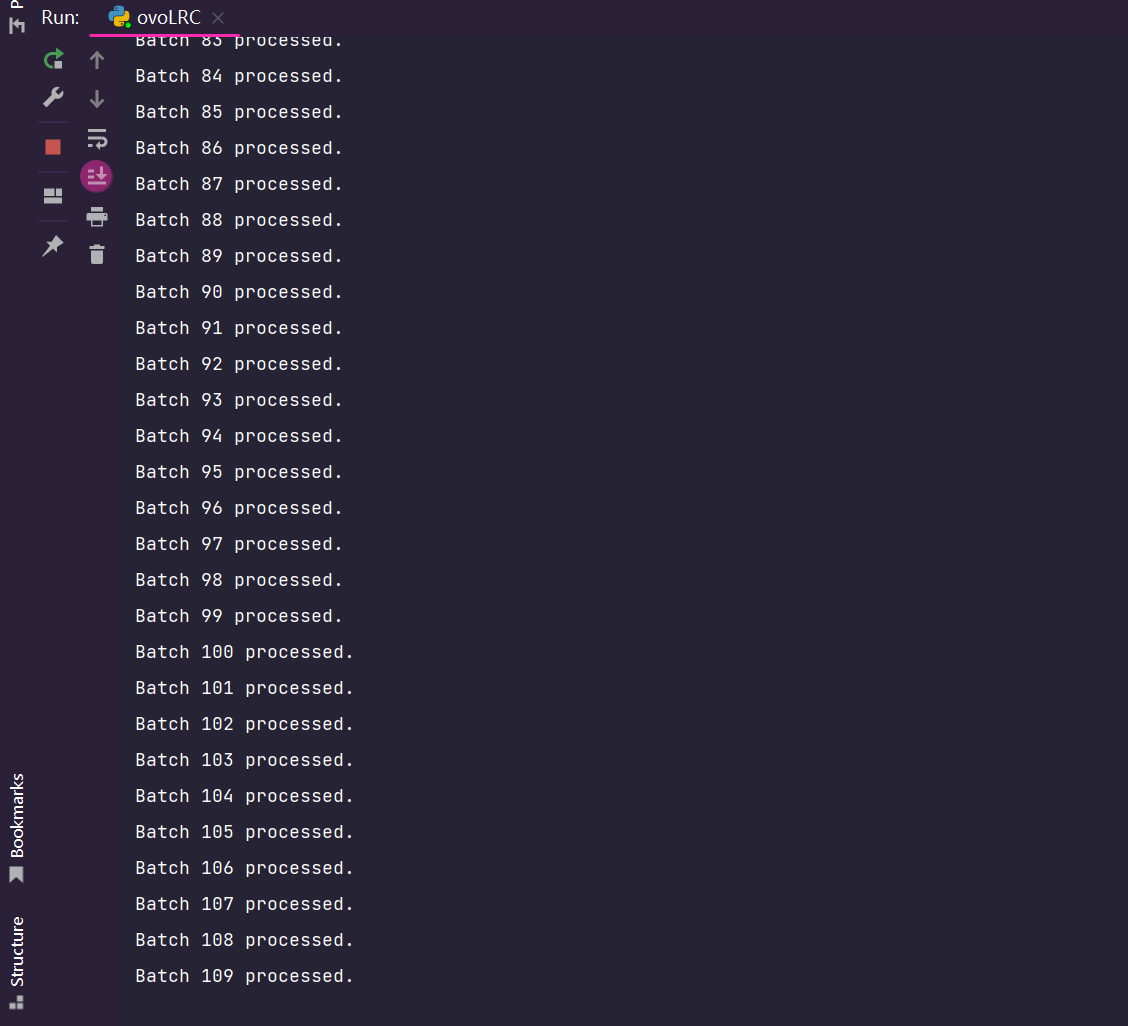 P
Run:
ovoLRC
Batch 83 processed.
Batch 84 processed.
Batch 85 processed.
Batch 86 processed.
Batch 87 processed.
Batch 88 processed.
Batch 89 processed.
Batch 90 processed.
Batch 91 processed.
Batch 92 processed.
Batch 93 processed.
Batch 94 processed.
Batch 95 processed.
Batch 96 processed.
Batch 97 processed.
Batch 98 processed.
Batch 99 processed.
Batch 100 processed.
Batch 101 processed.
Batch 102 processed.
Batch 103 processed.
Batch 104 processed.
Batch 105 processed.
Batch 106 processed.
Batch 107 processed.
Batch 108 processed.
Batch 109 processed.
Bookmarks
Structure